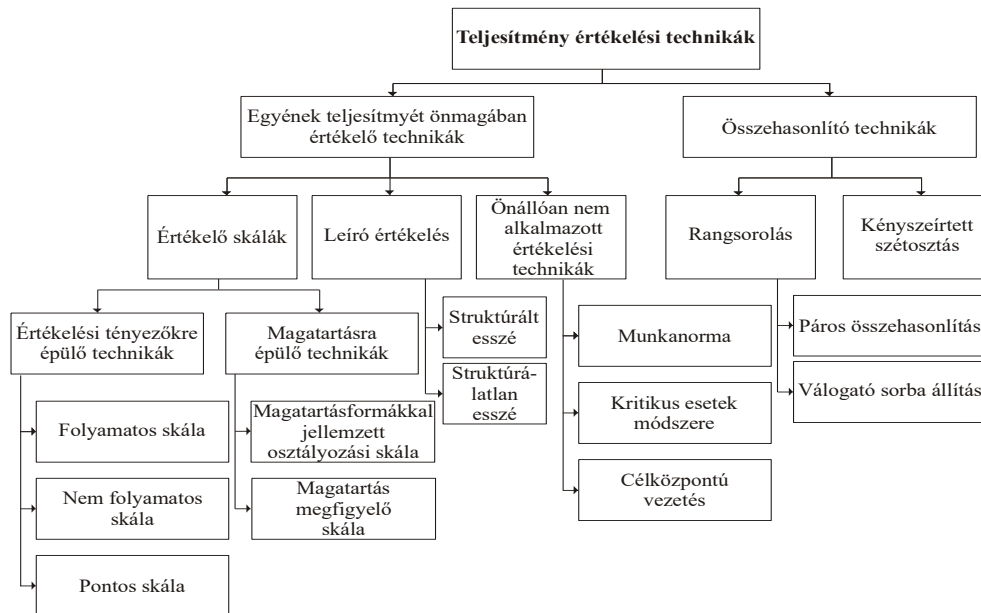 Teljesítmény értékelési technikák
Egyének teljesítmyét önmagában
értékelő technikák
Összehasonlító technikák
Értékelő skálák
Leíró értékelés
Önállóan nem
alkalmazott
értékelési
technikák
Rangsorolás
Kényszeírtett
szétosztás
Értékelési tényezőkre
épülő technikák
Magatartásra
épülő technikák
Struktúrált
esszé
Struktúrá-
latlan
esszé
Munkanorma
Páros összehasonlítás
Válogató sorba állítás
Folyamatos skála
Magatartásformákkal
jellemzett
osztályozási skála
Kritikus esetek
módszere
Nem folyamatos
skála
Magatartás
megfigyelő
skála
Célközpontú
vezetés
Pontos skála